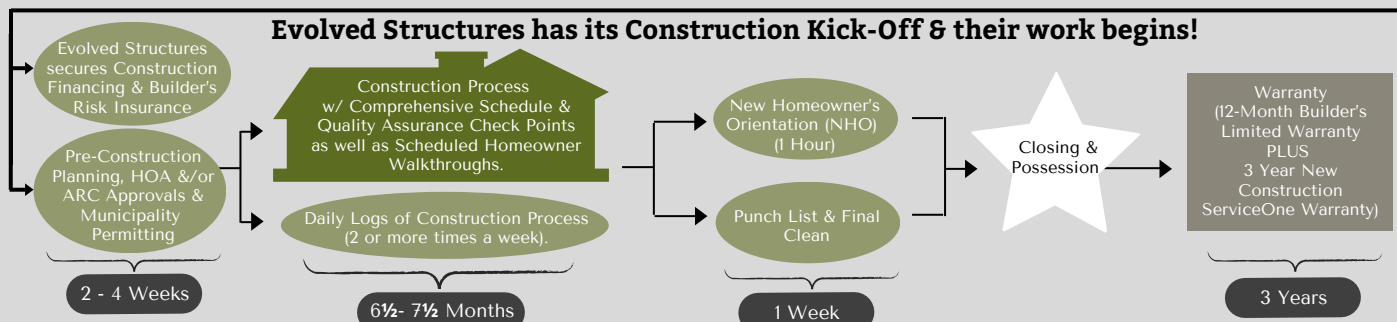 Evolved Structures has its Construction Kick-Off & their work begins!
Evolved Structures
secures Construction
Financing & Builder's
Risk Insurance
Pre-Construction
Planning, HOA &/or
ARC Approvals &
Municipality
Permitting
2 - 4 Weeks
Construction Process
w/ Comprehensive Schedule &
Quality Assurance Check Points
as well as Scheduled Homeowner
Walkthroughs.
Daily Logs of Construction Process
(2 or more times a week).
6½- 7½ Months
New Homeowner's
Orientation (NHO)
(1 Hour)
Punch List & Final
Clean
1 Week
Closing &
Possession
Warranty
(12-Month Builder's
Limited Warranty
PLUS
3 Year New
Construction
ServiceOne Warranty)
3 Years